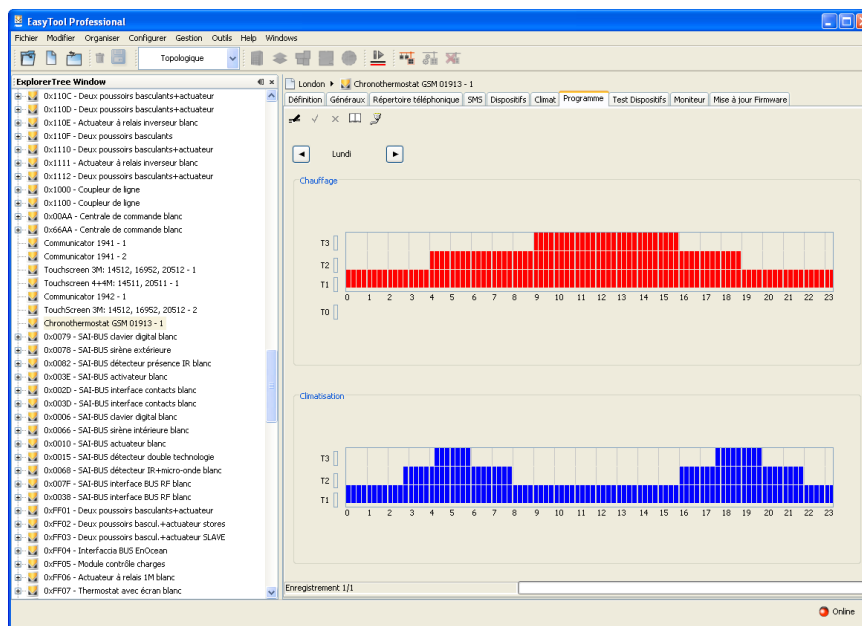 EasyTool Professional
Fichier Modifier Organiser Configurer Gestion Outils Help Windows
Topologique
ExplorerTree Window
0x110C - Deux poussoirs basculants+actuateur
0x110D - Deux poussoirs basculants+actuateur
0x110E - Actuateur à relais inverseur blanc
0x110F - Deux poussoirs basculants
0x1110 - Deux poussoirs basculants+actuateur
0x1111 - Actuateur à relais inverseur blanc
0x1112 - Deux poussoirs basculants+actuateur
0x1000 - Coupleur de ligne
0x1100 - Coupleur de ligne
0x00AA - Centrale de commande blanc
0x66AA - Centrale de commande blanc
Communicator 1941 - 1
Communicator 1941 - 2
Touchscreen 3M: 14512, 16952, 20512 - 1
Touchscreen 4+4M: 14511, 20511 - 1
Communicator 1942 - 1
TouchScreen 3M: 14512, 16952, 20512 - 2
Chronothermostat GSM 01913 - 1
0x0079 - SAI-BUS clavier digital blanc
0x0078 - SAI-BUS sirène extérieure
0x0082 - SAI-BUS détecteur présence IR blanc
0x003E - SAI-BUS activateur blanc
0x002D - SAI-BUS interface contacts blanc
0x003D - SAI-BUS interface contacts blanc
0x0006 - SAI-BUS clavier digital blanc
0x0066 - SAI-BUS sirène intérieure blanc
0x0010 - SAI-BUS actuateur blanc
0x0015 - SAI-BUS détecteur double technologie
0x0068 - SAI-BUS détecteur IR+micro-onde blanc
0x007F - SAI-BUS interface BUS RF blanc
0x0038 - SAI-BUS interface BUS RF blanc
0xFF01 - Deux poussoirs basculants+actuateur
0xFF02 - Deux poussoirs bascul.+actuateur stores
0xFF03 - Deux poussoirs bascul.+actuateur SLAVE
0xFF04 - Interfaccia BUS EnOcean
0xFF05 - Module contrôle charges
0xFF06 - Actuateur à relais 1M blanc
0xFF07 - Thermostat avec écran blanc
London Chronothermostat GSM 01913 - 1
Définition Généraux Répertoire téléphonique SMS Dispositifs Climat Programme Test Dispositifs Moniteur Mise à jour Firmware
Lundi
Chauffage
T3
T2
T1
0 1 2 3 4 5 6 7 8 9 10 11 12 13 14 15 16 17 18 19 20 21 22 23
T0
Climatisation
T3
T2
T1
0 1 2 3 4 5 6 7 8 9 10 11 12 13 14 15 16 17 18 19 20 21 22 23
Enregistrement 1/1
Online